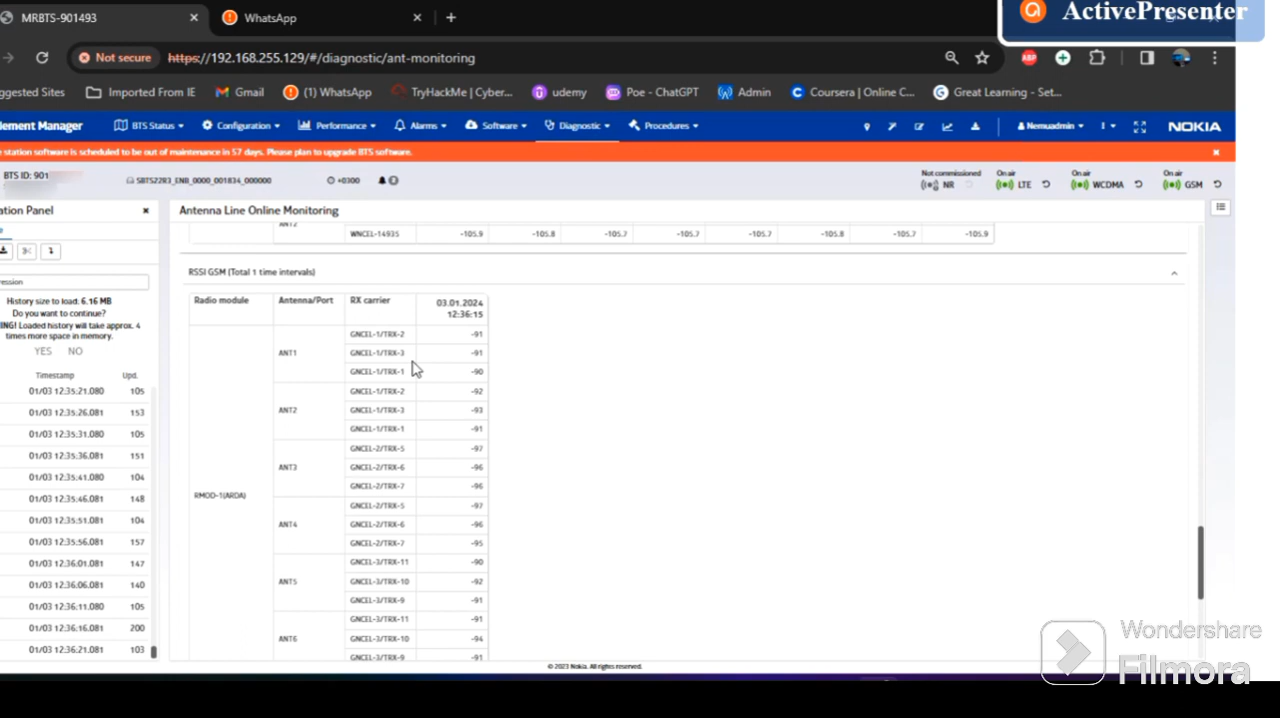 MRBTS-901493
WhatsApp
ActivePresenter
Not secure https://192.168.255.129/#/diagnostic/ant-monitoring
ggested Sites Imported From IE Gmail (1) WhatsApp TryHackMe | Cyber... udemy Poe - ChatGPT Admin Coursera | Online C... Great Learning - Set...
lement Manager BTS Status Configuration Performance Alarms Software Diagnostic Procedures Nemuadmin NOKIA
e station software is scheduled to be out of maintenance in 57 days. Please plan to upgrade BTS software.
BTS ID: 901 SBTS22R3_ENB_0000_001834_000000 +0300
Not commissioned NR On air LTE On air WCDMA On air GSM
ation Panel
Antenna Line Online Monitoring
ression
History size to load: 6.16 MB
Do you want to continue?
NG! Loaded history will take approx. 4
times more space in memory.
YES NO
Timestamp Upd.
01/03 12:35:21.080 105
01/03 12:35:26.081 153
01/03 12:35:31.080 105
01/03 12:35:36.081 151
01/03 12:35:41.080 104
01/03 12:35:46.081 148
01/03 12:35:51.081 104
01/03 12:35:56.081 157
01/03 12:36:01.081 147
01/03 12:36:06.081 140
01/03 12:36:11.080 105
01/03 12:36:16.081 200
01/03 12:36:21.081 103
ANT2 WNCEL-14935 -105.9 -105.8 -105.7 -105.7 -105.7 -105.8 -105.7 -105.9
RSSI GSM (Total 1 time intervals)
Radio module Antenna/Port RX carrier 03.01.2024
12:36:15
GNCEL-1/TRX-2 -91
ANT1 GNCEL-1/TRX-3 -91
GNCEL-1/TRX-1 -90
GNCEL-1/TRX-2 -92
ANT2 GNCEL-1/TRX-3 -93
GNCEL-1/TRX-1 -91
GNCEL-2/TRX-5 -97
ANT3 GNCEL-2/TRX-6 -96
GNCEL-2/TRX-7 -96
RMOD-1(ARDA)
GNCEL-2/TRX-5 -97
ANT4 GNCEL-2/TRX-6 -96
GNCEL-2/TRX-7 -95
GNCEL-3/TRX-11 -90
ANT5 GNCEL-3/TRX-10 -92
GNCEL-3/TRX-9 -91
GNCEL-3/TRX-11 -91
ANT6 GNCEL-3/TRX-10 -94
GNCEL-3/TRX-9 -91
© 2023 Nokia. All rights reserved.
Wondershare
Filmora